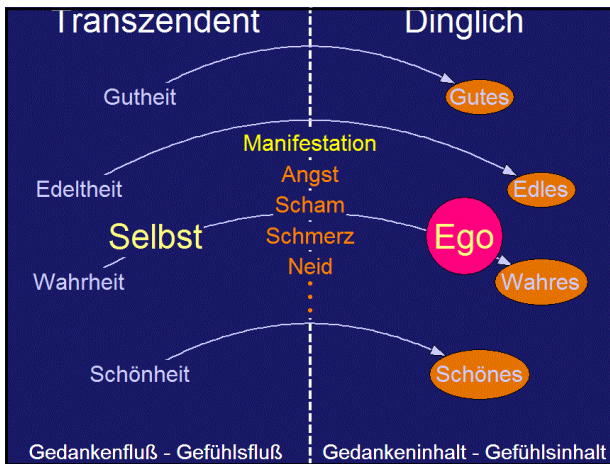 Transzendent Dinglich
Gutheit Gutes
Manifestation
Edeltheit Angst Edles
Scham
Selbst Schmerz Ego
Wahrheit Neid Wahres
Schönheit Schönes
Gedankenfluß - Gefühlsfluß Gedankeninhalt - Gefühlsinhalt